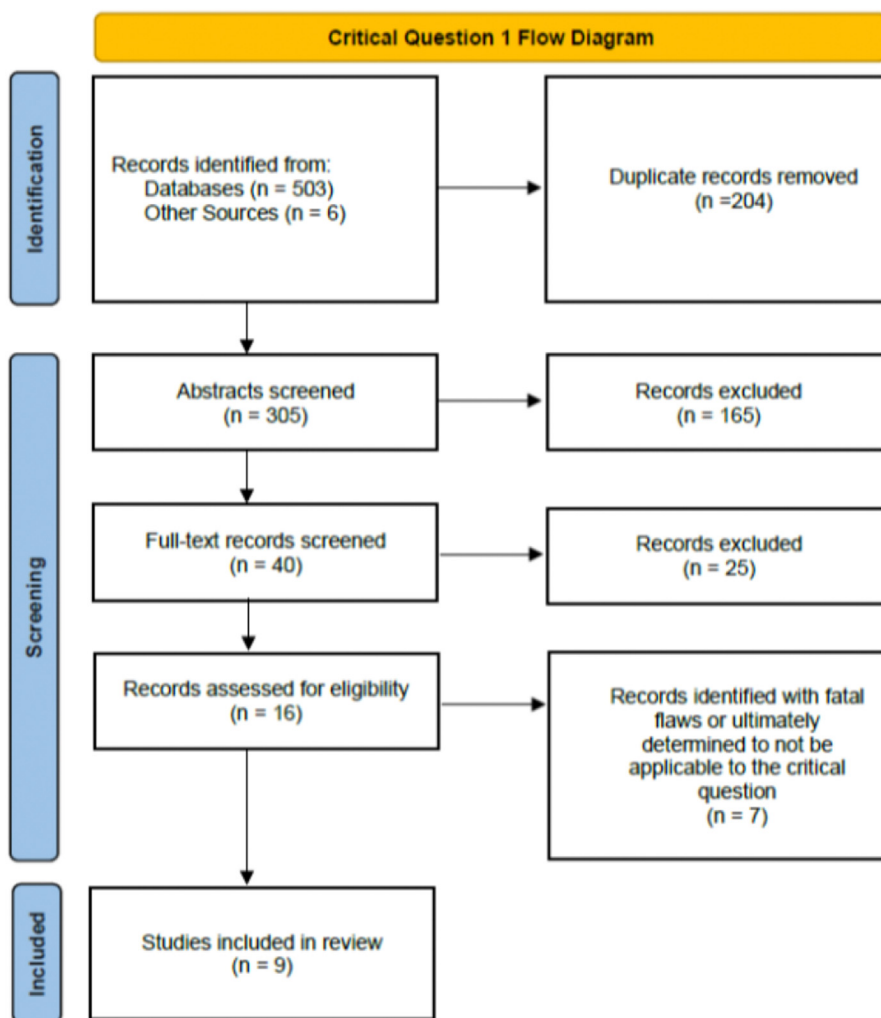 Critical Question 1 Flow Diagram
Identification
Records identified from:
Databases (n = 503)
Other Sources (n = 6)
Duplicate records removed
(n =204)
Screening
Abstracts screened
(n = 305)
Records excluded
(n = 165)
Full-text records screened
(n = 40)
Records excluded
(n = 25)
Records assessed for eligibility
(n = 16)
Records identified with fatal
flaws or ultimately
determined to not be
applicable to the critical
question
(n = 7)
Included
Studies included in review
(n = 9)